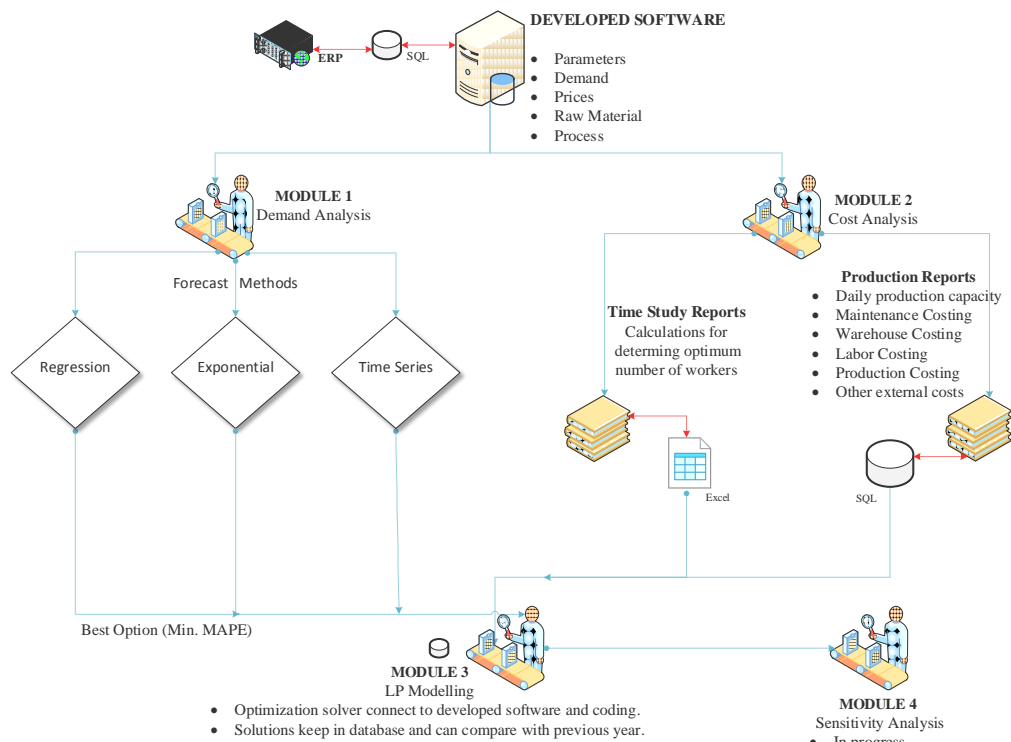 DEVELOPED SOFTWARE
ERP
SQL
• Parameters
• Demand
• Prices
• Raw Material
• Process
MODULE 1
Demand Analysis
MODULE 2
Cost Analysis
Forecast Methods
Regression
Exponential
Time Series
Time Study Reports
Calculations for
determing optimum
number of workers
Production Reports
• Daily production capacity
• Maintenance Costing
• Warehouse Costing
• Labor Costing
• Production Costing
• Other external costs
Excel
SQL
Best Option (Min. MAPE)
MODULE 3
LP Modelling
• Optimization solver connect to developed software and coding.
• Solutions keep in database and can compare with previous year.
MODULE 4
Sensitivity Analysis
• In progress